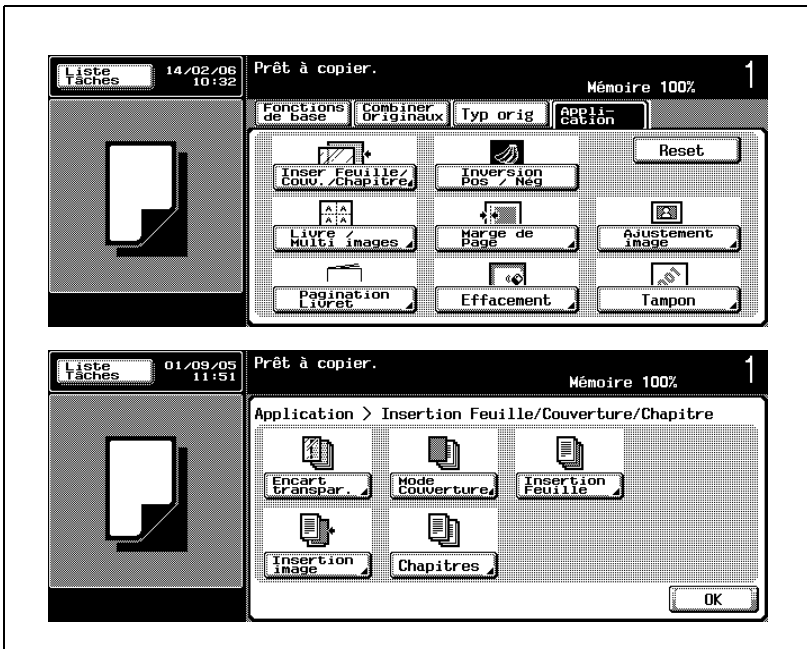 Liste
Tâches
14/02/06
10:32
Prêt à copier.
Mémoire 100%
1
Fonctions
de base
Combiner
Originaux
Typ orig
Appli-
cation
Inser Feuille/
Couv./Chapitre
Inversion
Pos / Nég
Reset
Livre /
Multi images
Marge de
Page
Ajustement
image
Pagination
Livret
Effacement
Tampon
Liste
Tâches
01/09/05
11:51
Prêt à copier.
Mémoire 100%
1
Application > Insertion Feuille/Couverture/Chapitre
Encart
transpar.
Mode
Couverture
Insertion
Feuille
Insertion
image
Chapitres
OK